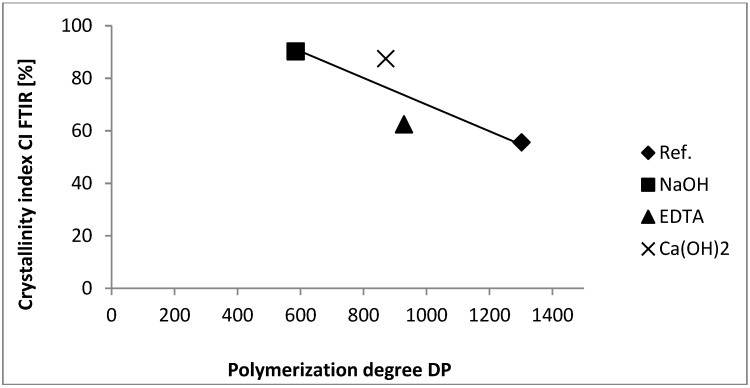 Crystallinity index CI FTIR [%]
100
80
60
40
20
0
0 200 400 600 800 1000 1200 1400
Polymerization degree DP
Ref.
NaOH
EDTA
Ca(OH)2